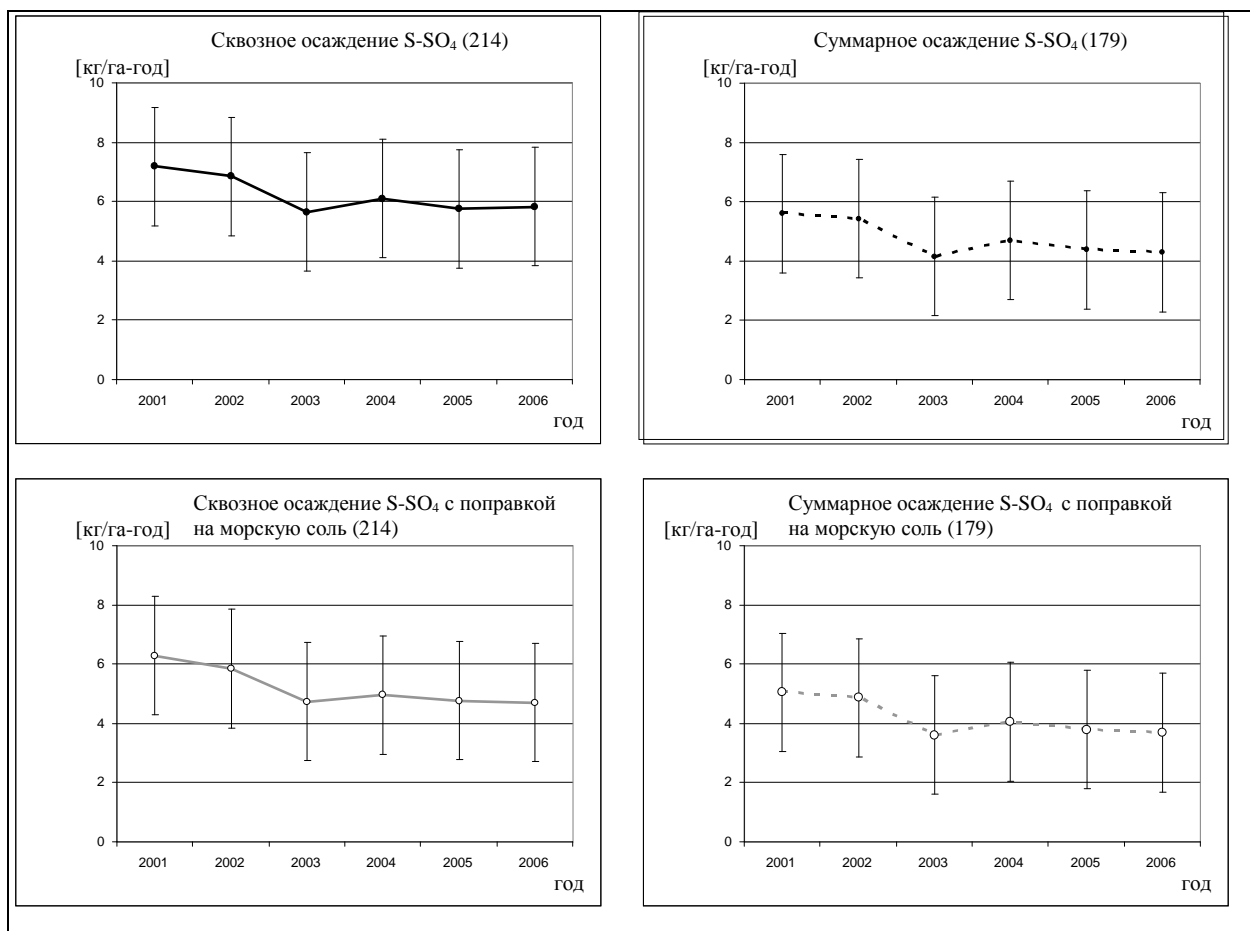 Сквозное осаждение S-SO₄ (214)
[кг/га-год]
10
8
6
4
2
0
2001 2002 2003 2004 2005 2006
год
Суммарное осаждение S-SO₄ (179)
[кг/га-год]
10
8
6
4
2
0
2001 2002 2003 2004 2005 2006
год
Сквозное осаждение S-SO₄ с поправкой
на морскую соль (214)
[кг/га-год]
10
8
6
4
2
0
2001 2002 2003 2004 2005 2006
год
Суммарное осаждение S-SO₄ с поправкой
на морскую соль (179)
[кг/га-год]
10
8
6
4
2
0
2001 2002 2003 2004 2005 2006
год